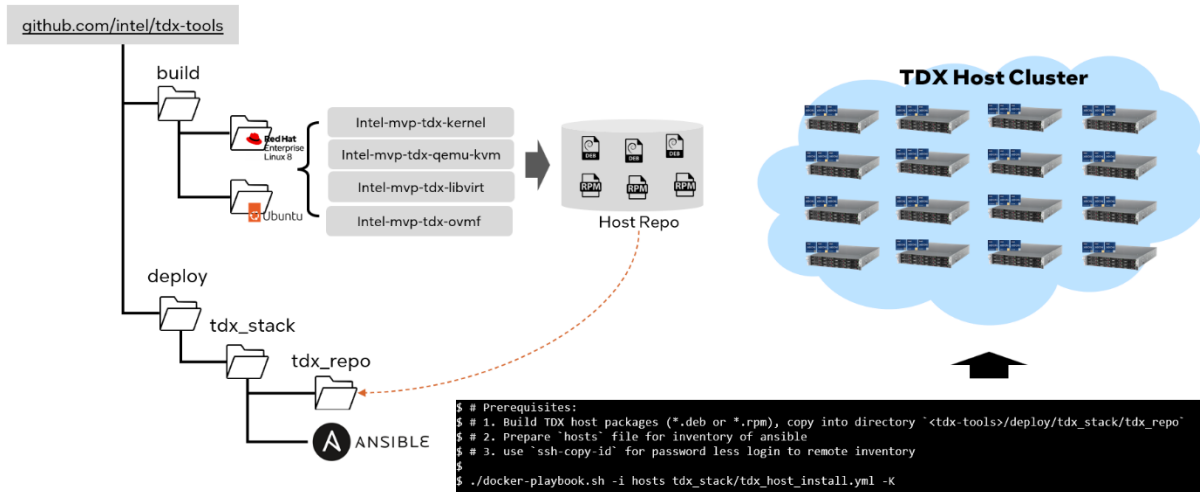 github.com/intel/tdx-tools
build
Red Hat
Enterprise
Linux 8
Ubuntu
Intel-mvp-tdx-kernel
Intel-mvp-tdx-qemu-kvm
Intel-mvp-tdx-libvirt
Intel-mvp-tdx-ovmf
DEB
DEB
DEB
RPM
RPM
RPM
Host Repo
TDX Host Cluster
deploy
tdx_stack
tdx_repo
ANSIBLE
$ # Prerequisites:
$ # 1. Build TDX host packages (*.deb or *.rpm), copy into directory `<tdx-tools>/deploy/tdx_stack/tdx_repo`
$ # 2. Prepare `hosts` file for inventory of ansible
$ # 3. use `ssh-copy-id` for password less login to remote inventory
$
$ ./docker-playbook.sh -i hosts tdx_stack/tdx_host_install.yml -K